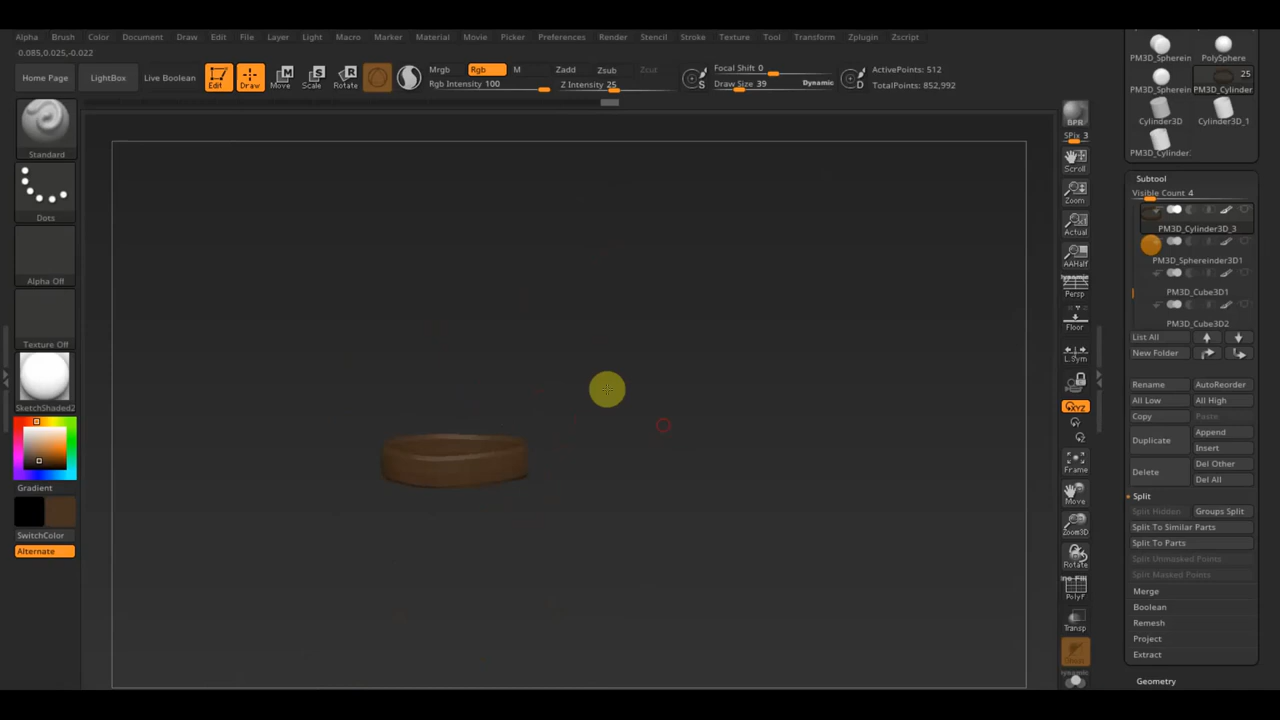 Alpha Brush Color Document Draw Edit File Layer Light Macro Marker Material Movie Picker Preferences Render Stencil Stroke Texture Tool Transform Zplugin Zscript
0.085,0.025,-0.022
Home Page LightBox Live Boolean Edit Draw Move Scale Rotate
Mrgb Rgb M Zadd Zsub Zcut
Rgb Intensity 100 Z Intensity 25
Focal Shift 0
Draw Size 39 Dynamic
S D
ActivePoints: 512
TotalPoints: 852,992
Standard
Dots
Alpha Off
Texture Off
SketchShaded2
Gradient
SwitchColor
Alternate
BPR
SPix 3
Scroll
Zoom
Actual
AAHalf
Dynamic
Persp
Floor
L.Sym
XYZ
Y
Z
Frame
Move
Zoom3D
Rotate
PolyF
Transp
PM3D_Spherein PolySphere
25
PM3D_Spherein PM3D_Cylinder
Cylinder3D Cylinder3D_1
PM3D_Cylinder
Subtool
Visible Count 4
PM3D_Cylinder3D_3
PM3D_Sphereinder3D1
PM3D_Cube3D1
PM3D_Cube3D2
List All
New Folder
Rename AutoReorder
All Low All High
Copy Paste
Duplicate Append
Insert
Delete Del Other
Del All
Split
Split Hidden Groups Split
Split To Similar Parts
Split To Parts
Split Unmasked Points
Split Masked Points
Merge
Boolean
Remesh
Project
Extract
Geometry